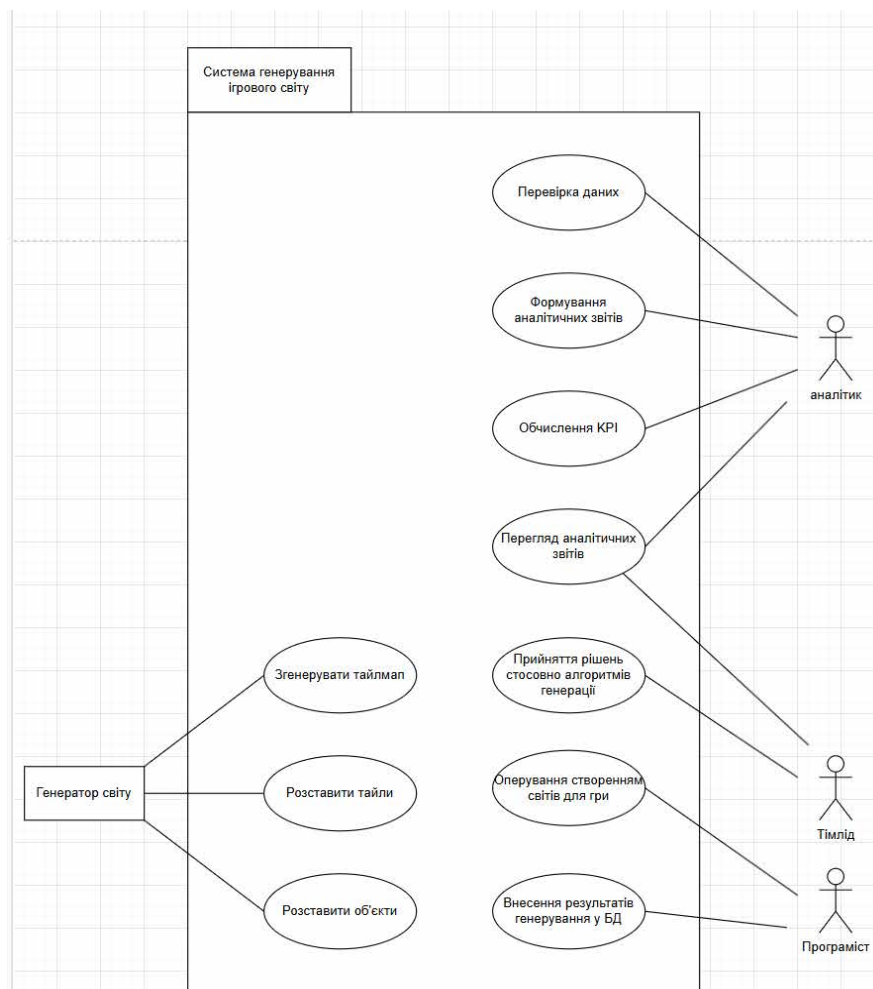 Система генерування
ігрового світу
Перевірка даних
Формування
аналітичних звітів
аналітик
Обчислення KPI
Перегляд аналітичних
звітів
Згенерувати тайлмап
Прийняття рішень
стосовно алгоритмів
генерації
Генератор світу
Розставити тайли
Оперування створенням
світів для гри
Тімлід
Розставити об'єкти
Внесення результатів
генерування у БД
Програміст